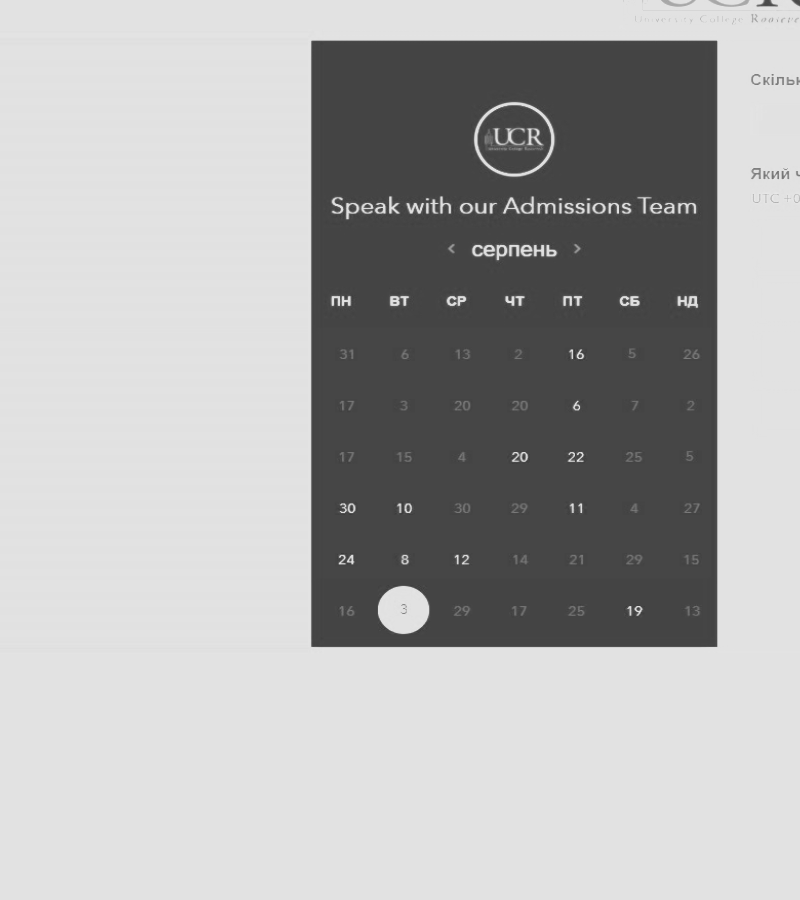 University College Roosevelt
Скільк
UCR
Speak with our Admissions Team
Який ч
UTC +0
< серпень >
ПН ВТ СР ЧТ ПТ СБ НД
31 6 13 2 16 5 26
17 3 20 20 6 7 2
17 15 4 20 22 25 5
30 10 30 29 11 4 27
24 8 12 14 21 29 15
16 3 29 17 25 19 13